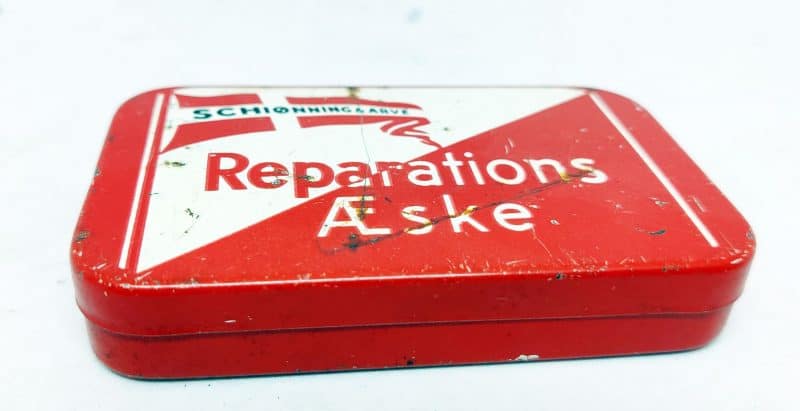 SCHIØNNING & ARVÉ
Reparations
Æske